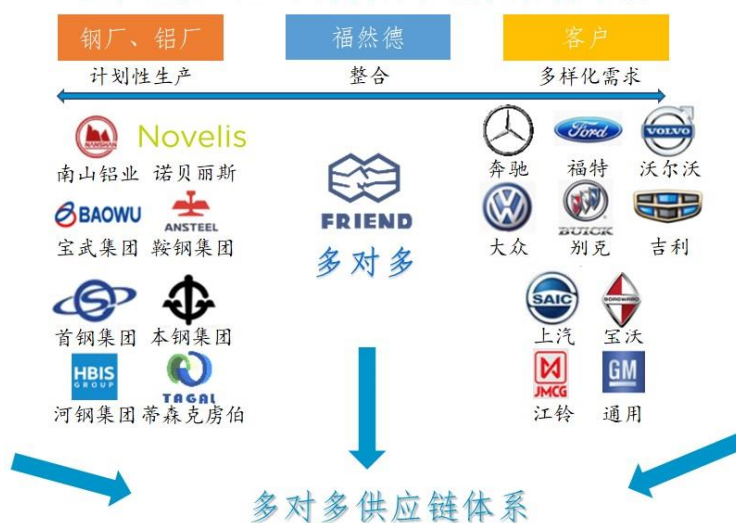 钢厂、铝厂 福然德 客户
计划性生产 整合 多样化需求
NANSHAN Novelis Ford VOLVO
南山铝业 诺贝丽斯 奔驰 福特 沃尔沃
BAOWU ANSTEEL FRIEND BUICK
宝武集团 鞍钢集团 多对多 大众 别克 吉利
SAIC BORGWARD
首钢集团 本钢集团 上汽 宝沃
HBIS GROUP TAGAL JMCG GM
河钢集团 蒂森克虏伯 江铃 通用
多对多供应链体系